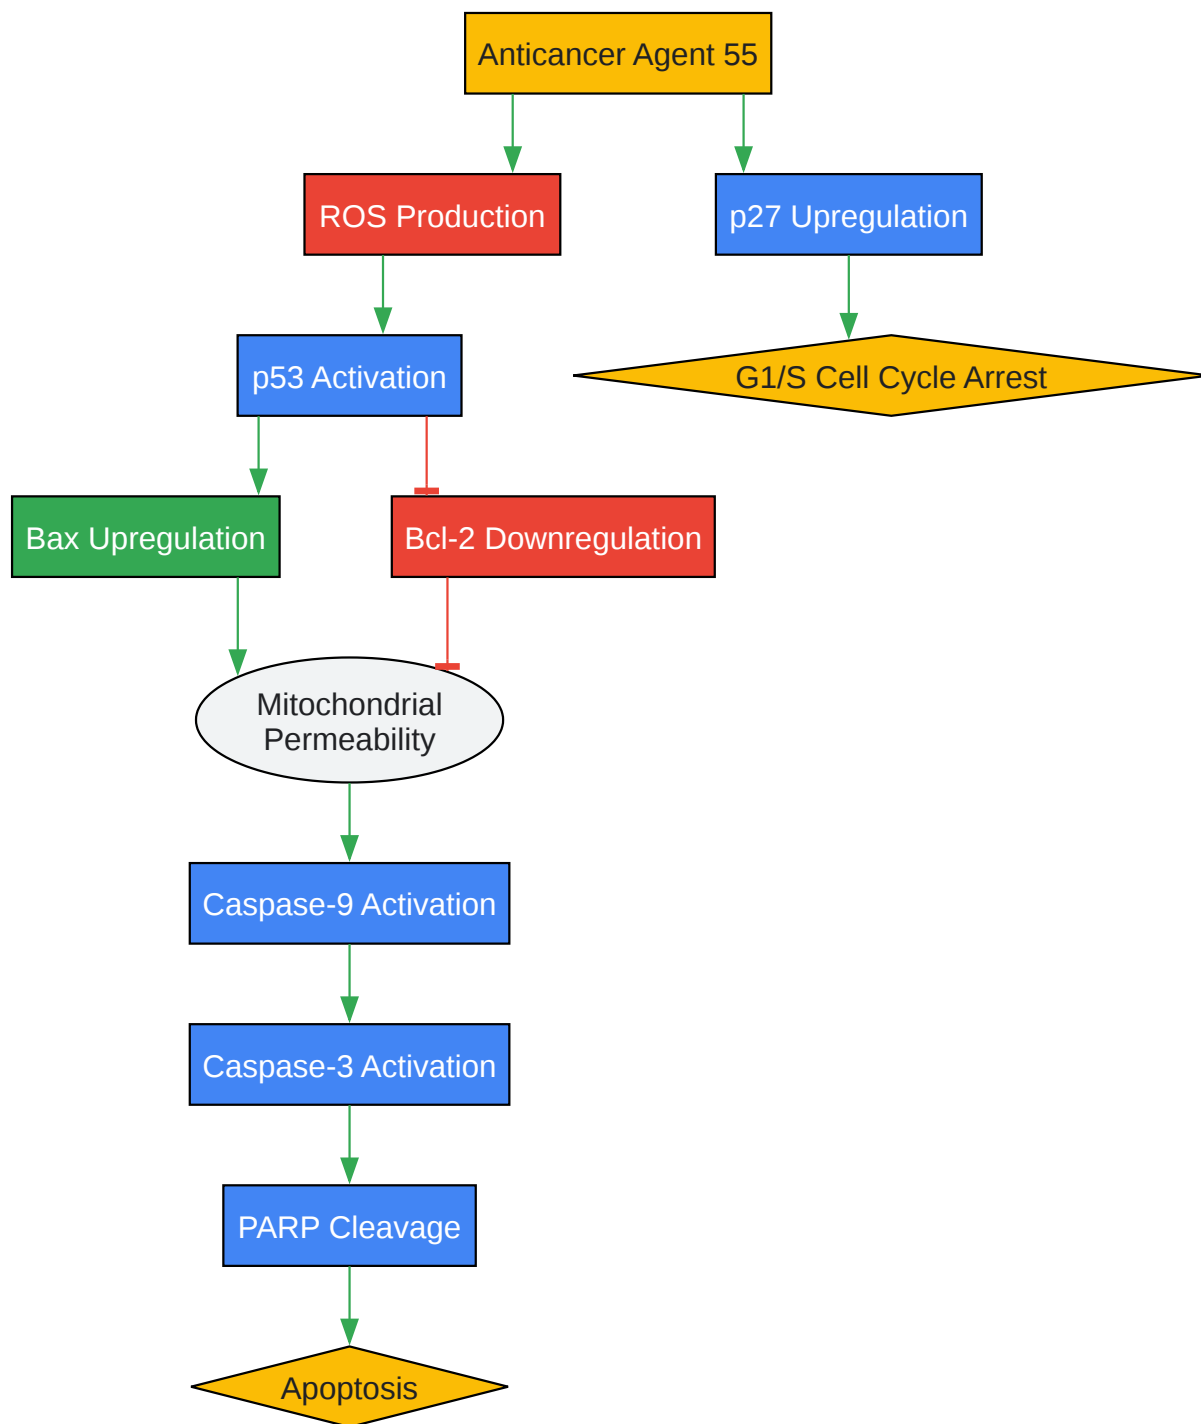 Anticancer Agent 55
ROS Production
p27 Upregulation
p53 Activation
G1/S Cell Cycle Arrest
Bax Upregulation
Bcl-2 Downregulation
Mitochondrial
Permeability
Caspase-9 Activation
Caspase-3 Activation
PARP Cleavage
Apoptosis